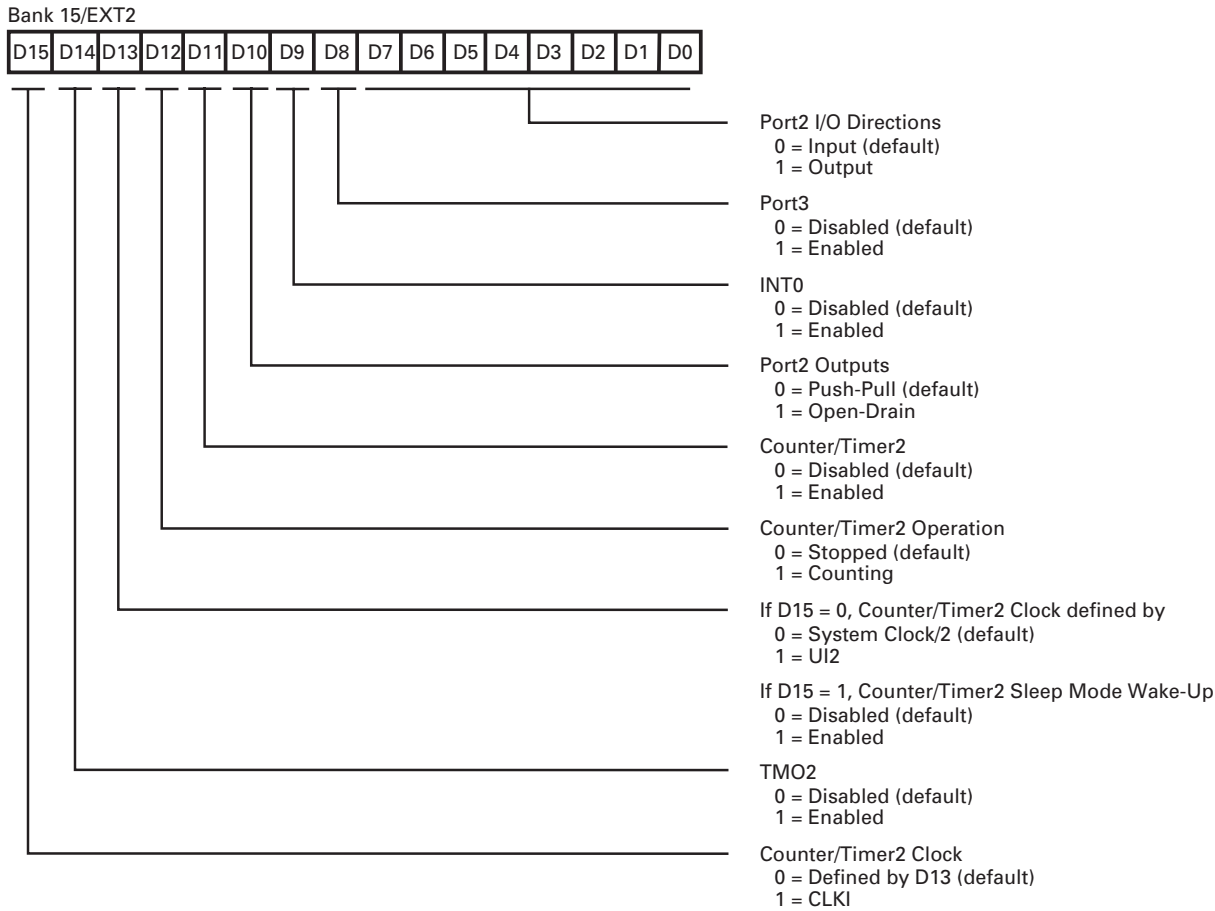 Bank 15/EXT2
D15 D14 D13 D12 D11 D10 D9 D8 D7 D6 D5 D4 D3 D2 D1 D0
Port2 I/O Directions
0 = Input (default)
1 = Output
Port3
0 = Disabled (default)
1 = Enabled
INT0
0 = Disabled (default)
1 = Enabled
Port2 Outputs
0 = Push-Pull (default)
1 = Open-Drain
Counter/Timer2
0 = Disabled (default)
1 = Enabled
Counter/Timer2 Operation
0 = Stopped (default)
1 = Counting
If D15 = 0, Counter/Timer2 Clock defined by
0 = System Clock/2 (default)
1 = UI2
If D15 = 1, Counter/Timer2 Sleep Mode Wake-Up
0 = Disabled (default)
1 = Enabled
TMO2
0 = Disabled (default)
1 = Enabled
Counter/Timer2 Clock
0 = Defined by D13 (default)
1 = CLKI